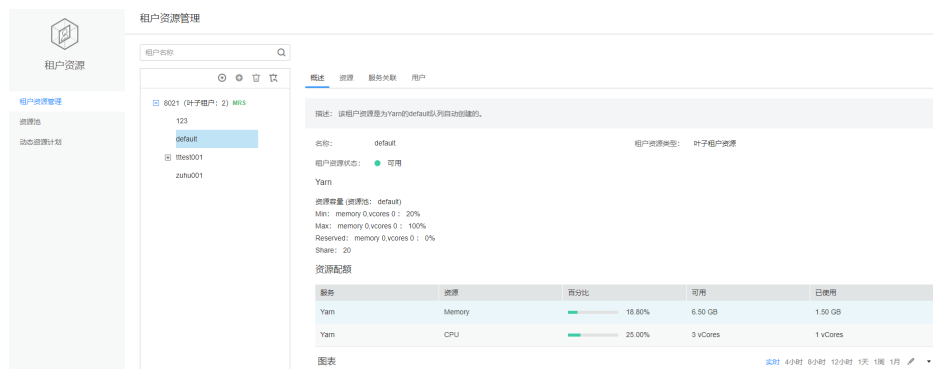 租户资源管理
租户资源
租户资源管理
资源池
动态资源计划
租户名称
8021（叶子租户：2）MRS
123
default
tttest001
zuhu001
概述 资源 服务关联 用户
描述： 该租户资源是为Yarn的default队列自动创建的。
名称： default 租户资源类型： 叶子租户资源
租户资源状态： 可用
Yarn
资源容量 (资源池： default)
Min： memory 0,vcores 0： 20%
Max： memory 0,vcores 0： 100%
Reserved： memory 0,vcores 0： 0%
Share： 20
资源配额
服务 资源 百分比 可用 已使用
Yarn Memory 18.80% 6.50 GB 1.50 GB
Yarn CPU 25.00% 3 vCores 1 vCores
图表 实时 4小时 8小时 12小时 1天 1周 1月